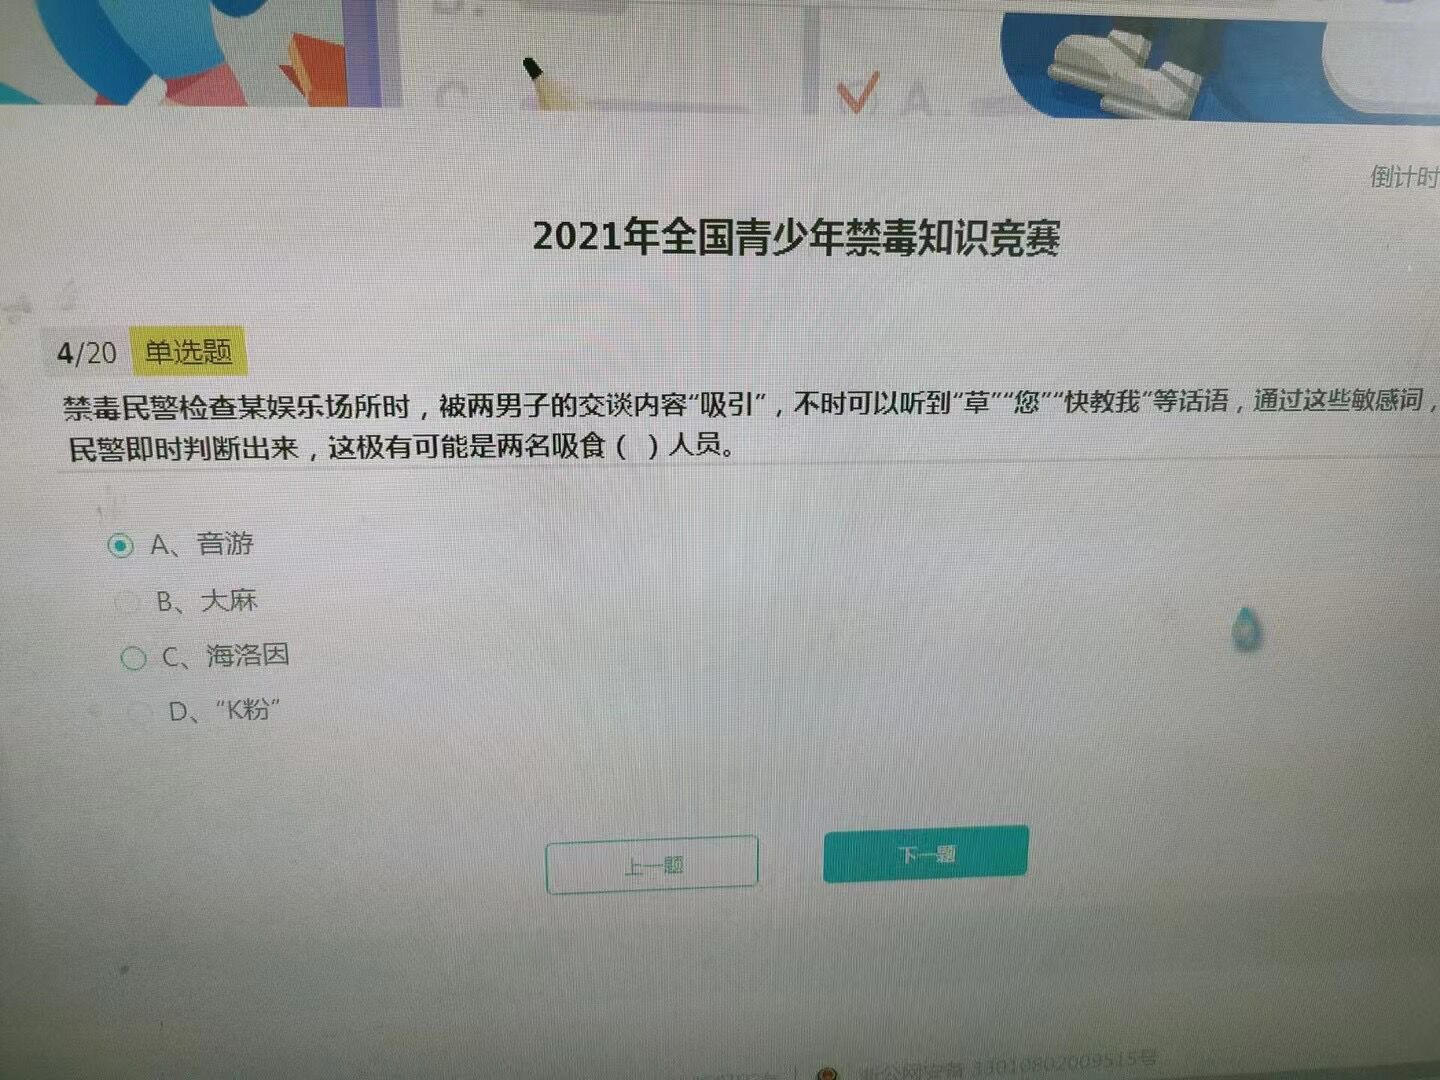 A.
倒计时
2021年全国青少年禁毒知识竞赛
4/20 单选题
禁毒民警检查某娱乐场所时，被两男子的交谈内容“吸引”，不时可以听到“草”“您”“快教我”等话语，通过这些敏感词，
民警即时判断出来，这极有可能是两名吸食（ ）人员。
A、音游
B、大麻
C、海洛因
D、“K粉”
上一题 下一题
浙公网安备 33010802009515号